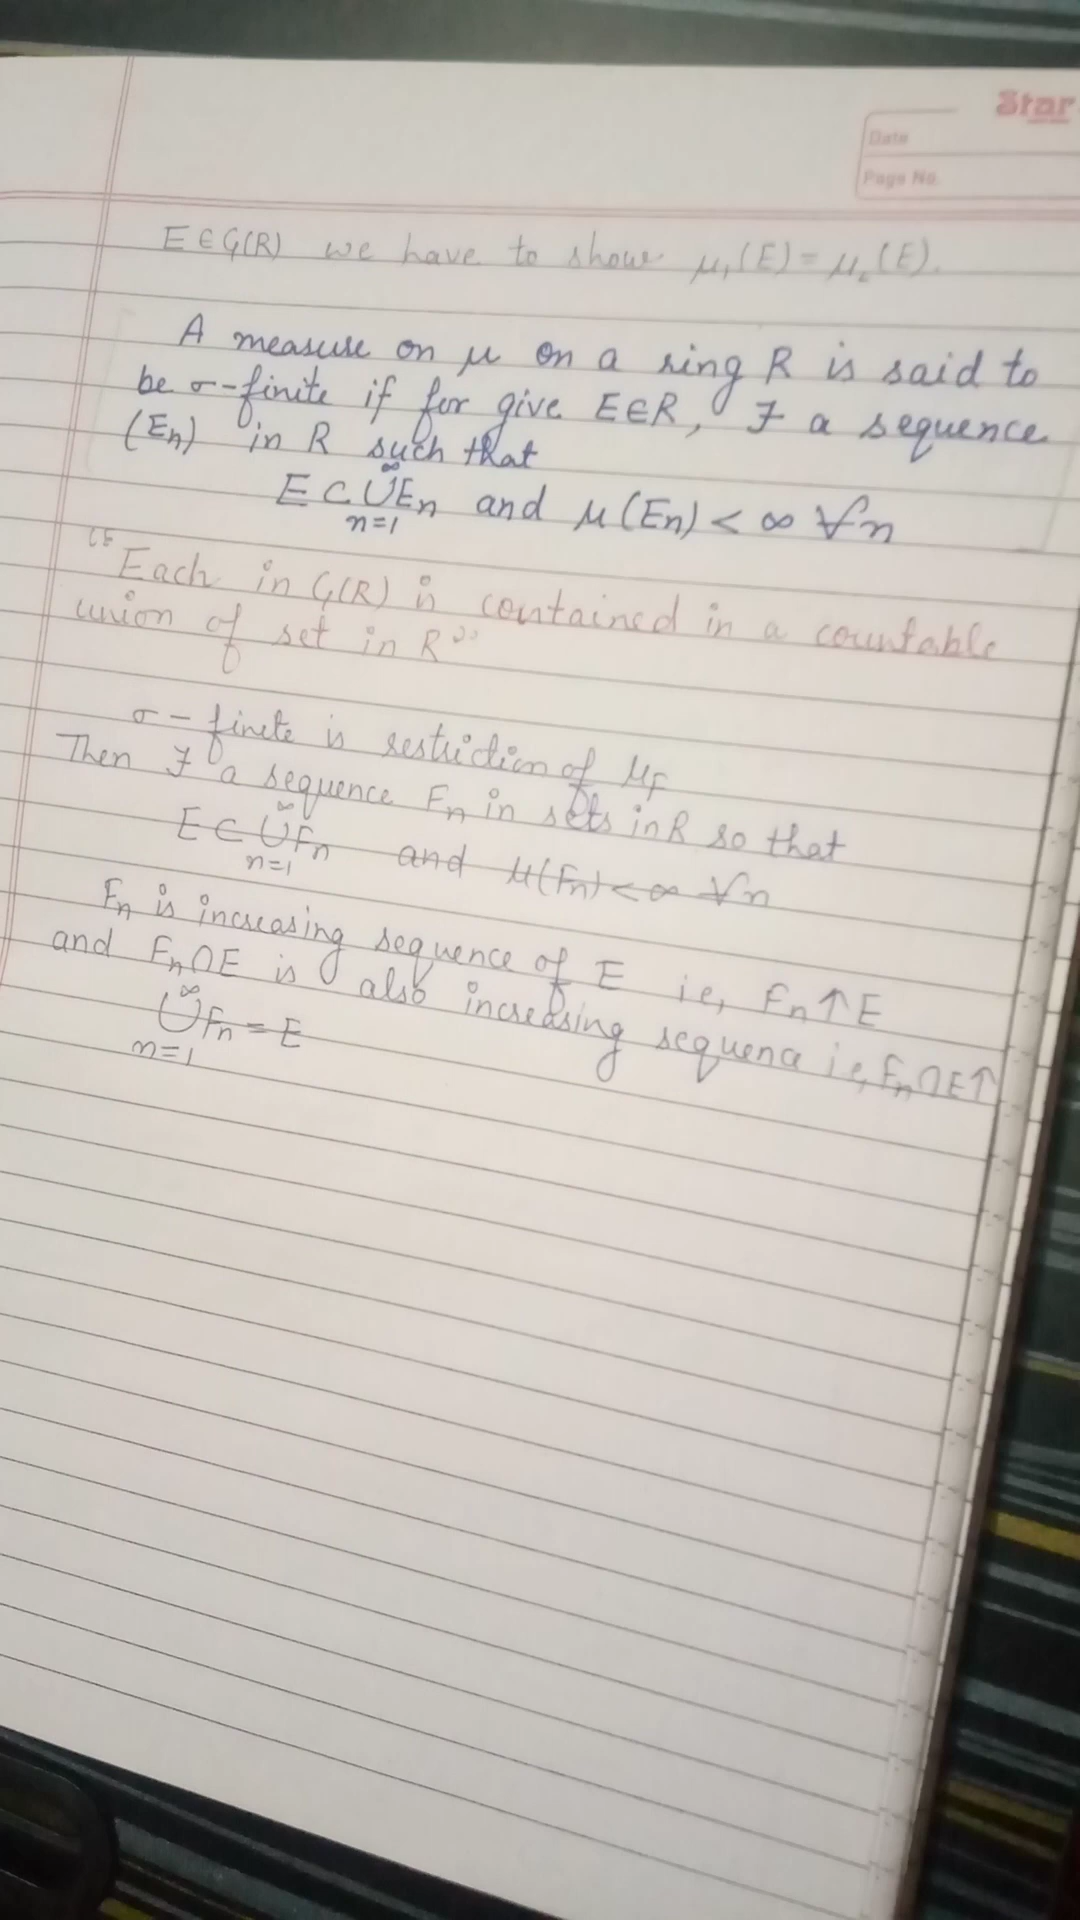 Star
Date
Page No.
E ∈ G(R) we have to show μ₁(E) = μ₂(E).
A measure on μ on a ring R is said to
be σ-finite if for give E∈R, ∃ a sequence
(En) in R such that
E ⊂ ∞∪n=1 En and μ(En) < ∞ ∀n
"Each in G(R) is contained in a countable
union of set in R"
σ-finite is restriction of μF
Then ∃ a sequence Fn in sets in R so that
E ⊂ ∞∪n=1 Fn and μ(Fn) < ∞ ∀n
Fn is increasing sequence of E ie, Fn↑E
and Fn∩E is also increasing sequence ie, Fn∩E↑
∞∪n=1 Fn = E